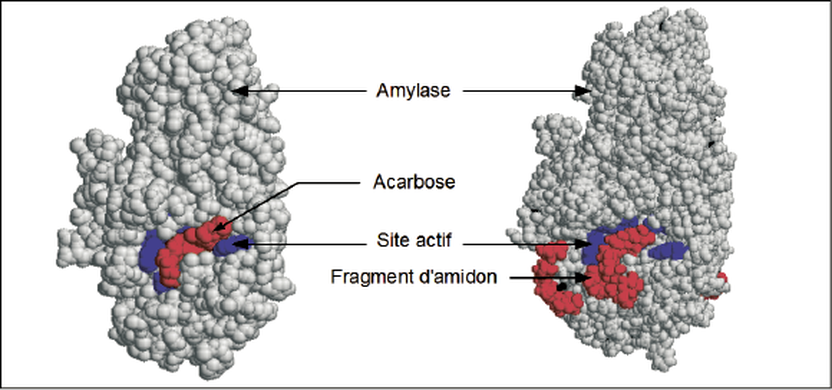 Amylase
Acarbose
Site actif
Fragment d'amidon